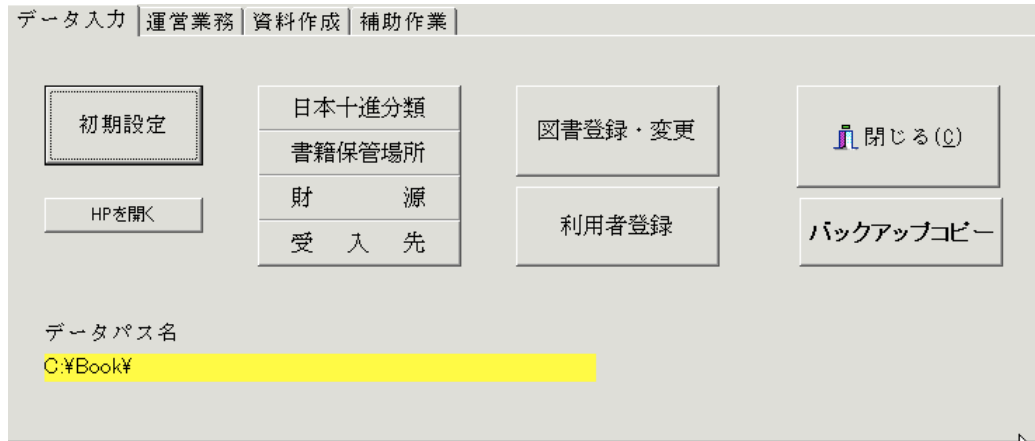 データ入力 運営業務 資料作成 補助作業
初期設定
HPを開く
日本十進分類
書籍保管場所
財 源
受 入 先
図書登録・変更
利用者登録
閉じる(C)
バックアップコピー
データパス名
C:¥Book¥